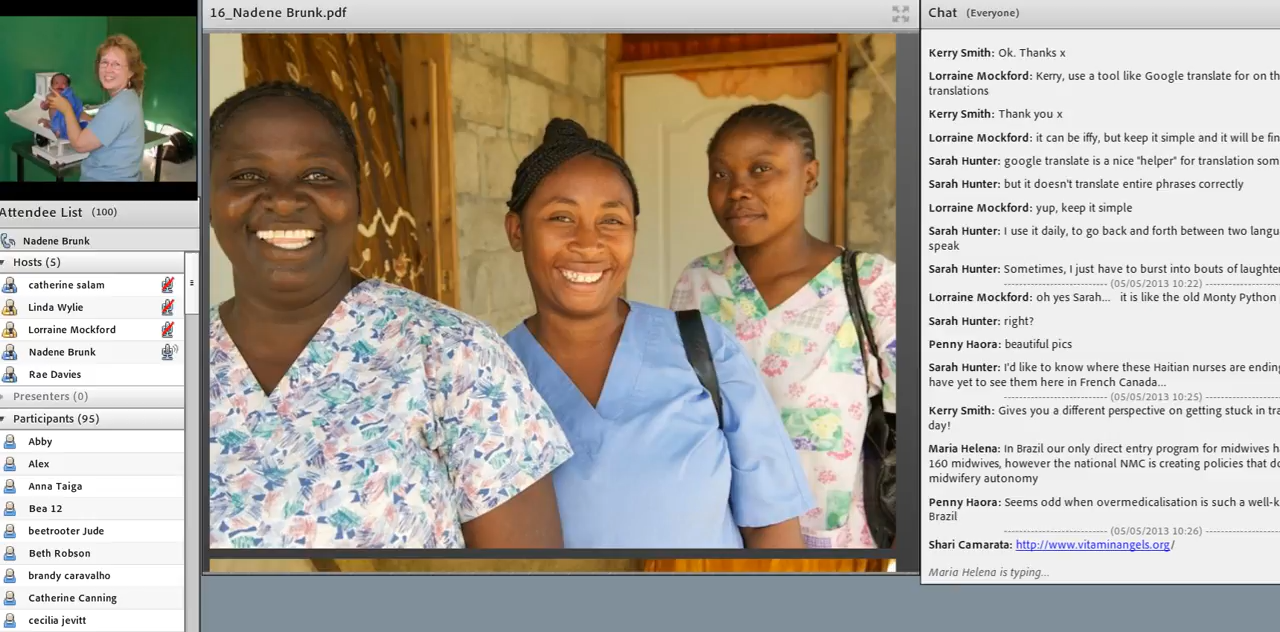 16_Nadene Brunk.pdf
Attendee List (100)
Nadene Brunk
Hosts (5)
catherine salam
Linda Wylie
Lorraine Mockford
Nadene Brunk
Rae Davies
Presenters (0)
Participants (95)
Abby
Alex
Anna Taiga
Bea 12
beetrooter Jude
Beth Robson
brandy caravalho
Catherine Canning
cecilia jevitt
Chat (Everyone)
Kerry Smith: Ok. Thanks x
Lorraine Mockford: Kerry, use a tool like Google translate for on th
translations
Kerry Smith: Thank you x
Lorraine Mockford: it can be iffy, but keep it simple and it will be fin
Sarah Hunter: google translate is a nice "helper" for translation som
Sarah Hunter: but it doesn't translate entire phrases correctly
Lorraine Mockford: yup, keep it simple
Sarah Hunter: I use it daily, to go back and forth between two langu
speak
Sarah Hunter: Sometimes, I just have to burst into bouts of laughte
(05/05/2013 10:22)
Lorraine Mockford: oh yes Sarah... it is like the old Monty Python
Sarah Hunter: right?
Penny Haora: beautiful pics
Sarah Hunter: I'd like to know where these Haitian nurses are ending
have yet to see them here in French Canada...
(05/05/2013 10:25)
Kerry Smith: Gives you a different perspective on getting stuck in tra
day!
Maria Helena: In Brazil our only direct entry program for midwives h
160 midwives, however the national NMC is creating policies that do
midwifery autonomy
Penny Haora: Seems odd when overmedicalisation is such a well-k
Brazil
(05/05/2013 10:26)
Shari Camarata: http://www.vitaminangels.org/
Maria Helena is typing...